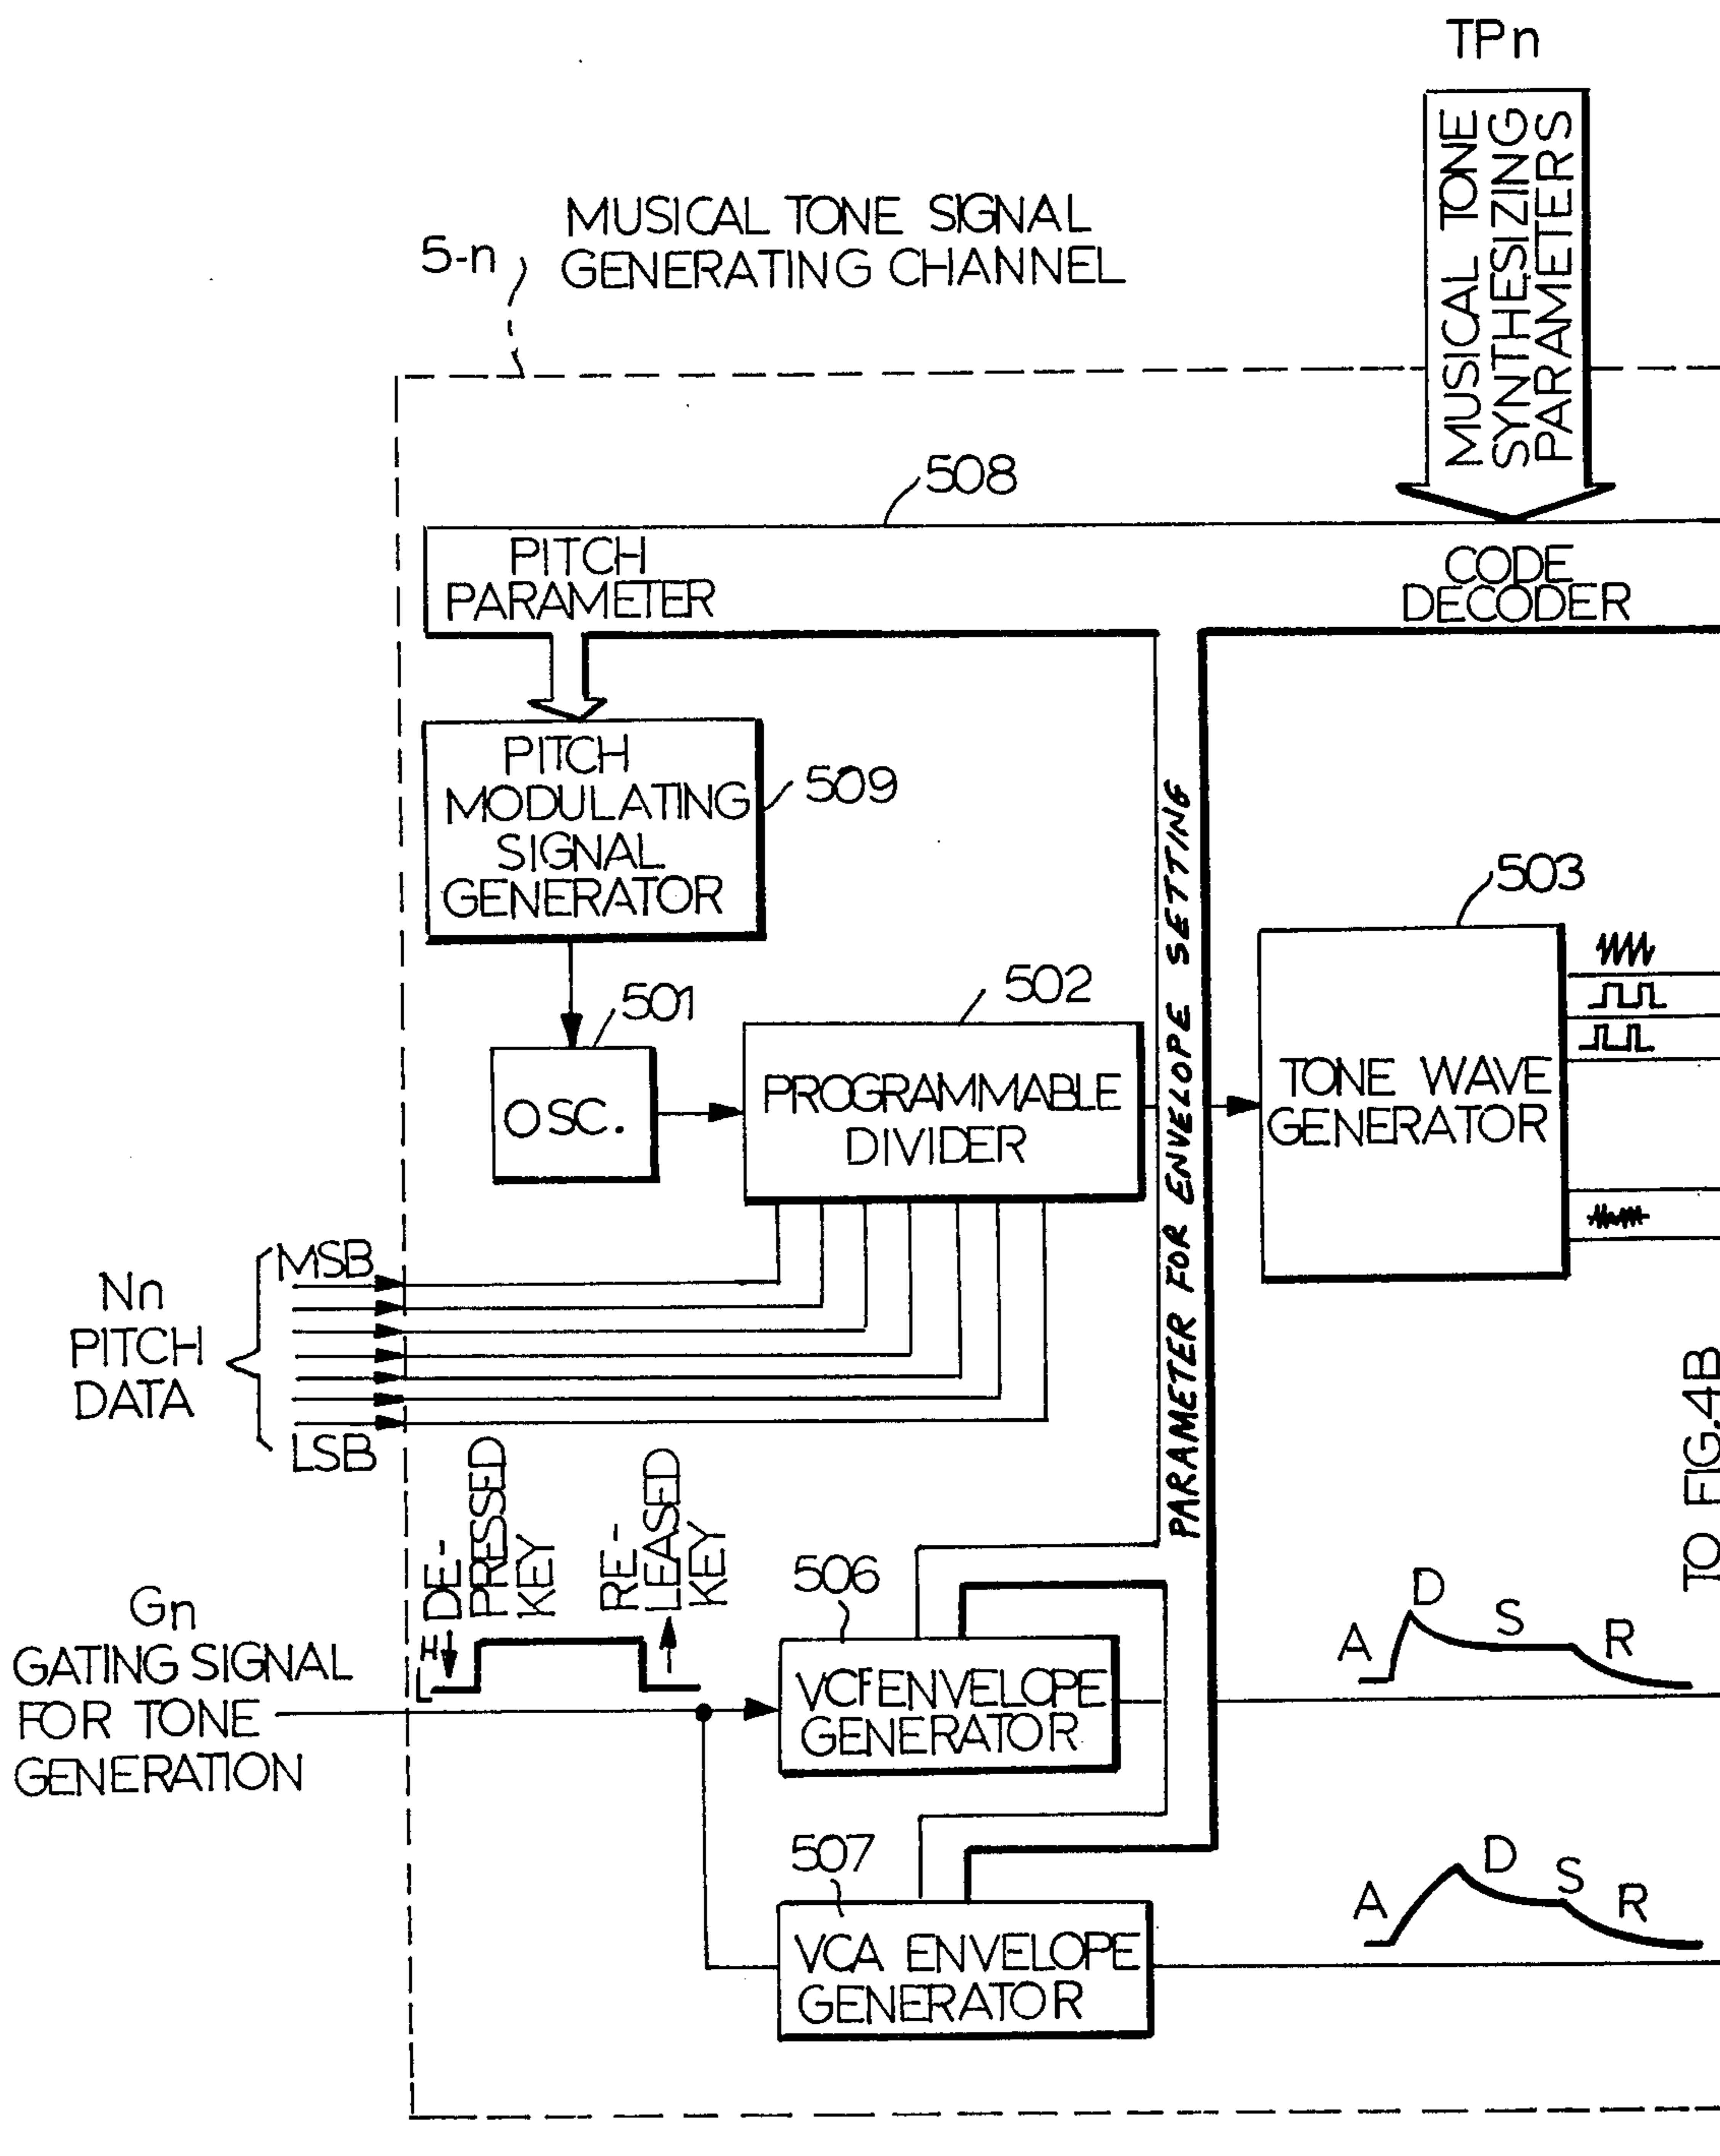 TPn
MUSICAL TONE
SYNTHESIZING
PARAMETERS
MUSICAL TONE SIGNAL
GENERATING CHANNEL
5-n
508
PITCH
PARAMETER
CODE
DECODER
PITCH
MODULATING
SIGNAL
GENERATOR
509
PARAMETER FOR ENVELOPE SETTING
503
501
502
OSC.
PROGRAMMABLE
DIVIDER
TONE WAVE
GENERATOR
MSB
Nn
PITCH
DATA
LSB
TO FIG.4B
DE-
PRESSED
KEY
RE-
LEASED
KEY
506
Gn
GATING SIGNAL
FOR TONE
GENERATION
H
L
VCF ENVELOPE
GENERATOR
A
D
S
R
507
VCA ENVELOPE
GENERATOR
A
D
S
R